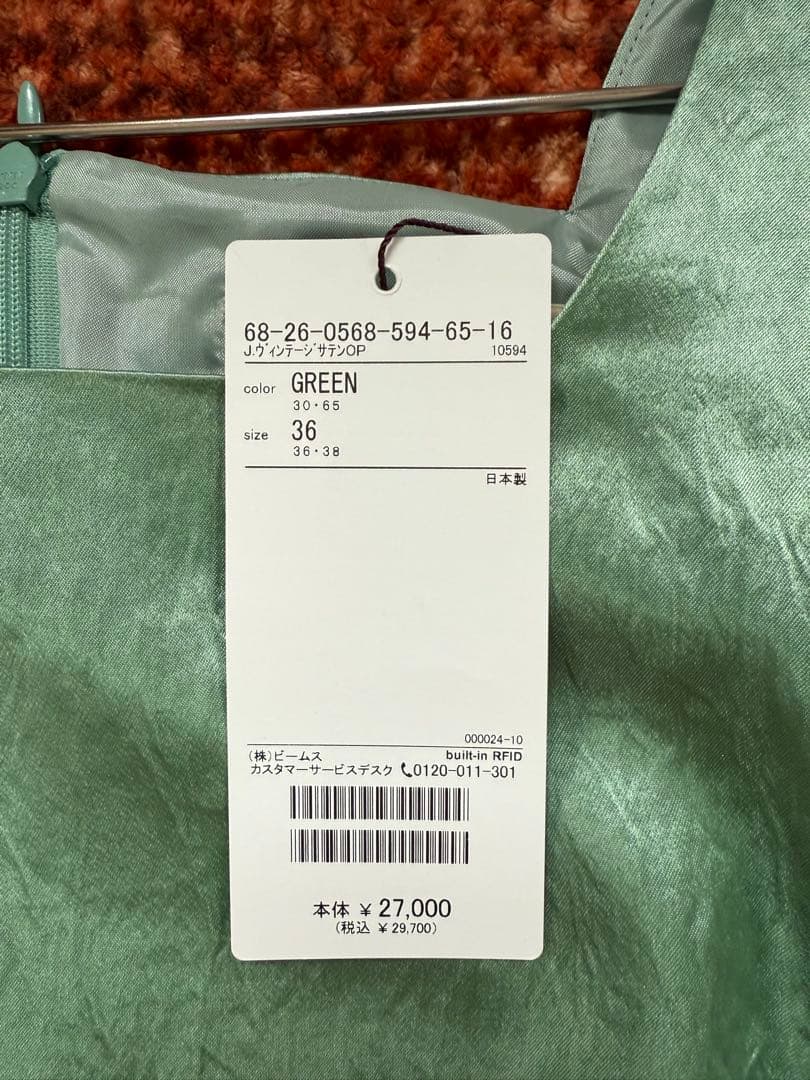 68-26-0568-594-65-16
J.ヴィンテージサテンOP 10594
color GREEN
30・65
size 36
36・38
日本製
000024-10
(株)ビームス built-in RFID
カスタマーサービスデスク 0120-011-301
本体 ¥ 27,000
(税込 ¥ 29,700)